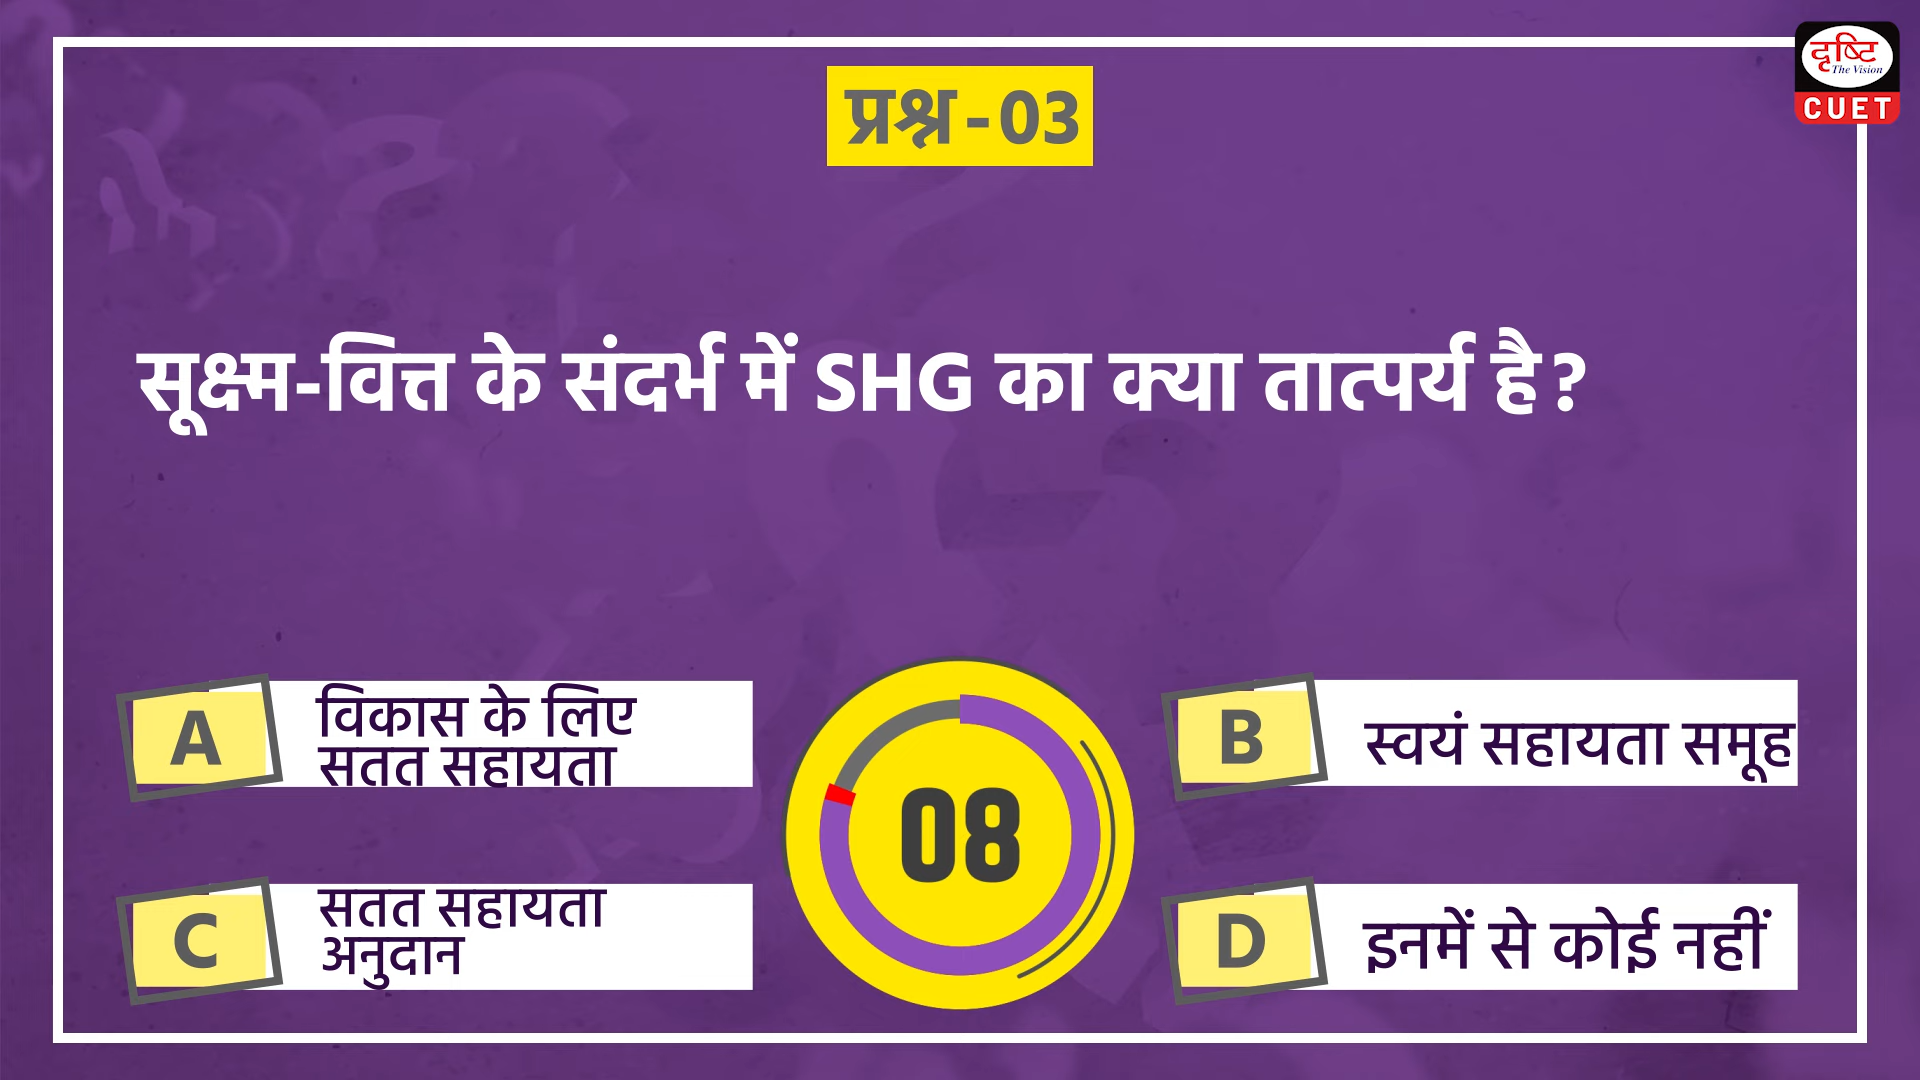 दृष्टि
The Vision
CUET
प्रश्न-03
सूक्ष्म-वित्त के संदर्भ में SHG का क्या तात्पर्य है?
A
विकास के लिए
सतत सहायता
B
स्वयं सहायता समूह
08
C
सतत सहायता
अनुदान
D
इनमें से कोई नहीं